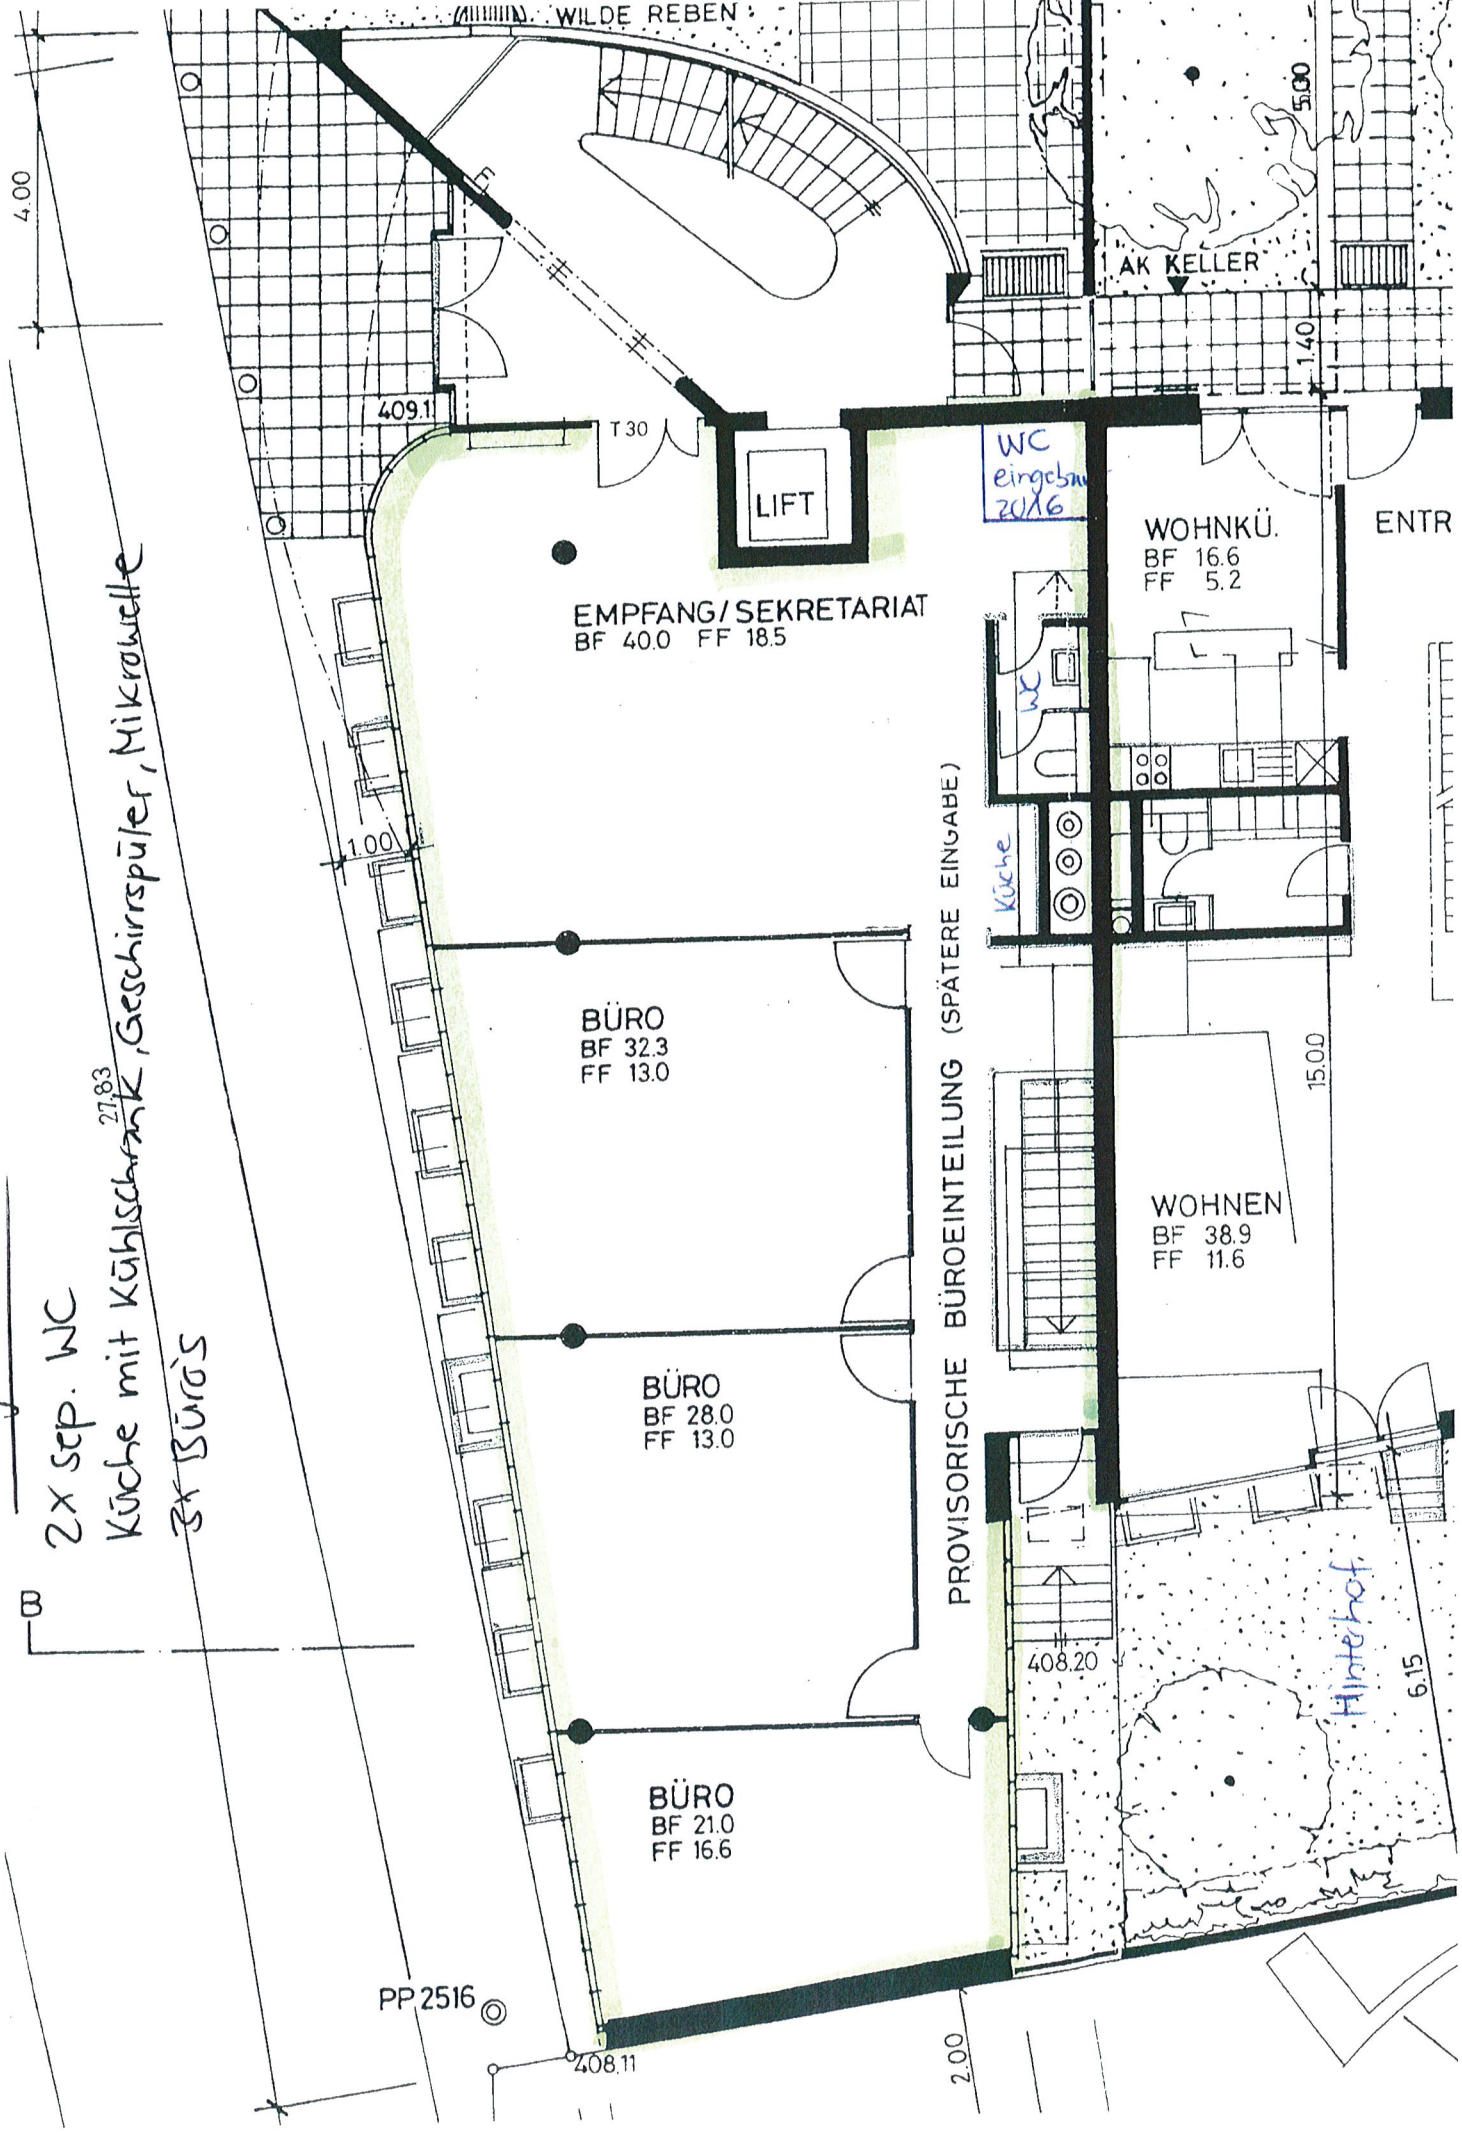 WILDE REBEN
4.00
5.00
AK KELLER
1.40
409.1
T 30
LIFT
WC
2016
WOHNKÜ.
BF 16.6
FF 5.2
ENTR
EMPFANG/SEKRETARIAT
BF 40.0 FF 18.5
WC
Küche
1.00
PROVISORISCHE BÜROEINTEILUNG (SPÄTERE EINGABE)
BÜRO
BF 32.3
FF 13.0
15.00
27.83
WOHNEN
BF 38.9
FF 11.6
2x sep. WC
Küche mit Kühlschrank, Geschirrspüler, Mikrowelle
3x Büros
BÜRO
BF 28.0
FF 13.0
B
408.20
Hinterhof
6.15
BÜRO
BF 21.0
FF 16.6
PP 2516
408.11
2.00